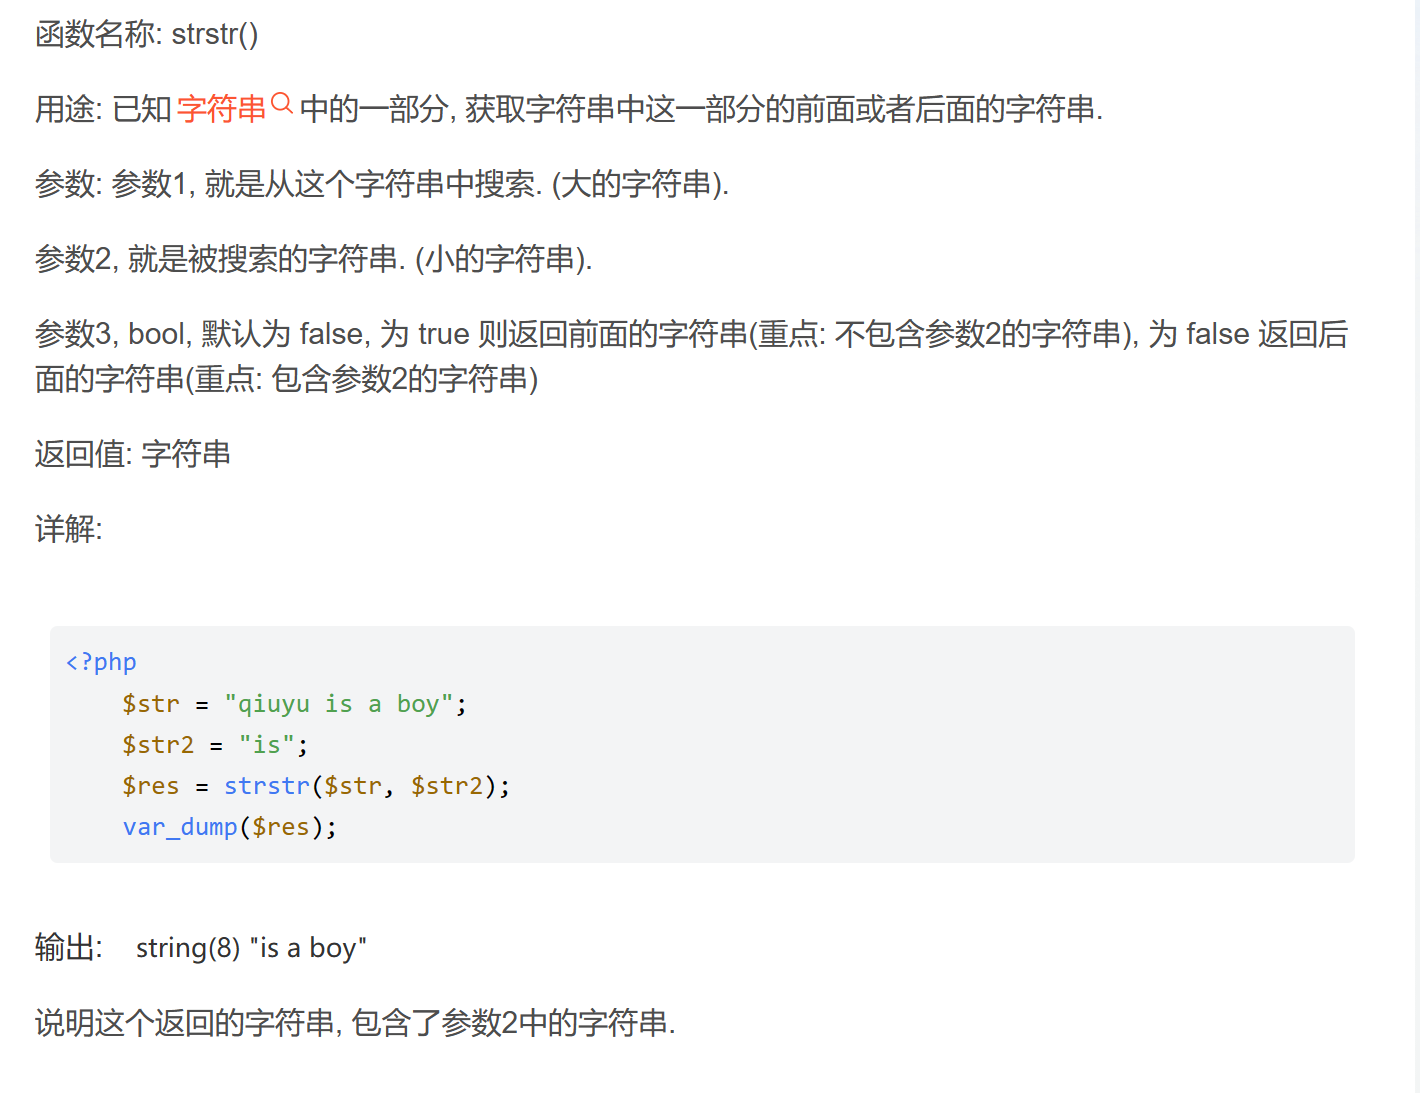 函数名称: strstr()
用途: 已知 字符串 中的一部分, 获取字符串中这一部分的前面或者后面的字符串.
参数: 参数1, 就是从这个字符串中搜索. (大的字符串).
参数2, 就是被搜索的字符串. (小的字符串).
参数3, bool, 默认为 false, 为 true 则返回前面的字符串(重点: 不包含参数2的字符串), 为 false 返回后
面的字符串(重点: 包含参数2的字符串)
返回值: 字符串
详解:
<?php
    $str = "qiuyu is a boy";
    $str2 = "is";
    $res = strstr($str, $str2);
    var_dump($res);
输出:    string(8) "is a boy"
说明这个返回的字符串, 包含了参数2中的字符串.